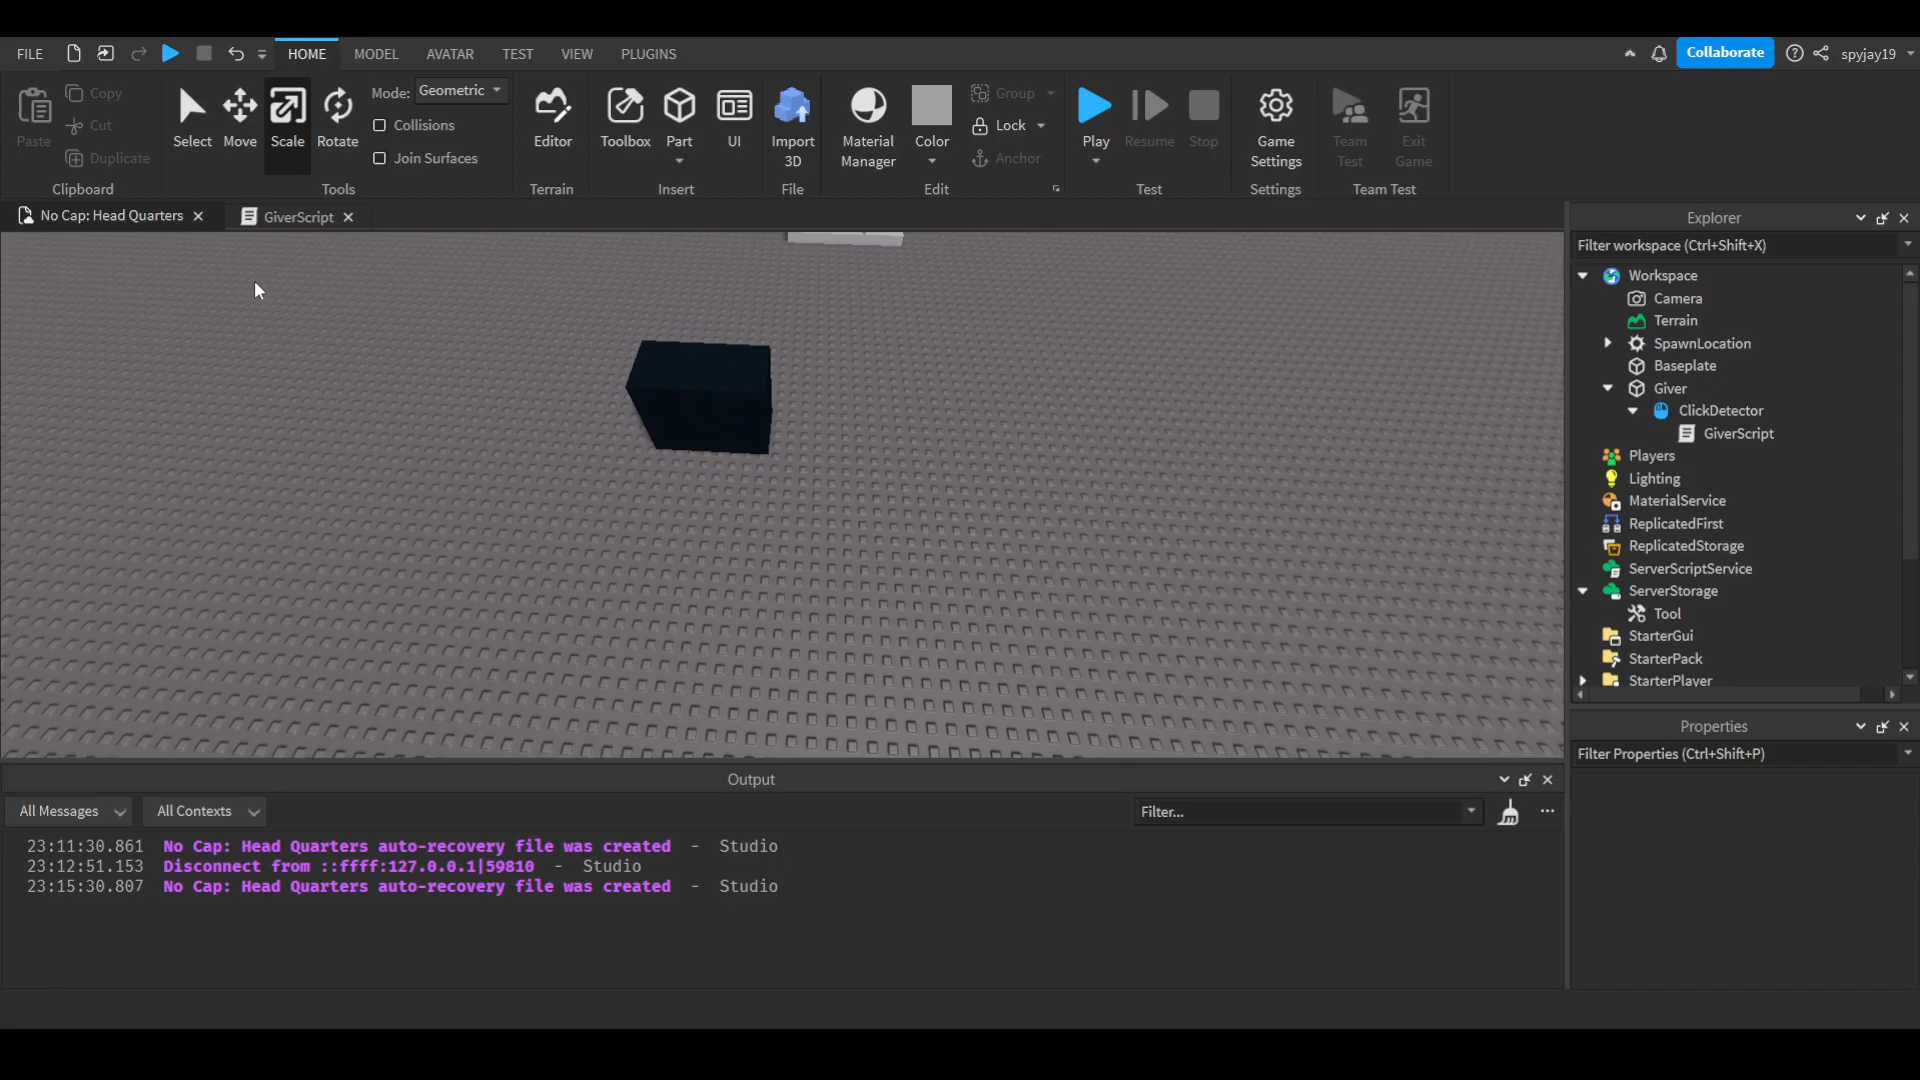 FILE HOME MODEL AVATAR TEST VIEW PLUGINS Collaborate spyjay19
Paste Copy Cut Duplicate
Clipboard
Select Move Scale Rotate
Mode: Geometric
Collisions
Join Surfaces
Tools
Editor
Terrain
Toolbox Part UI
Insert
Import 3D
File
Material Manager Color
Group
Lock
Anchor
Edit
Play Resume Stop
Test
Game Settings
Settings
Team Test Exit Game
Team Test
No Cap: Head Quarters GiverScript
Explorer
Filter workspace (Ctrl+Shift+X)
Workspace
Camera
Terrain
SpawnLocation
Baseplate
Giver
ClickDetector
GiverScript
Players
Lighting
MaterialService
ReplicatedFirst
ReplicatedStorage
ServerScriptService
ServerStorage
Tool
StarterGui
StarterPack
StarterPlayer
Properties
Filter Properties (Ctrl+Shift+P)
Output
All Messages All Contexts Filter...
23:11:30.861 No Cap: Head Quarters auto-recovery file was created - Studio
23:12:51.153 Disconnect from ::ffff:127.0.0.1|59810 - Studio
23:15:30.807 No Cap: Head Quarters auto-recovery file was created - Studio